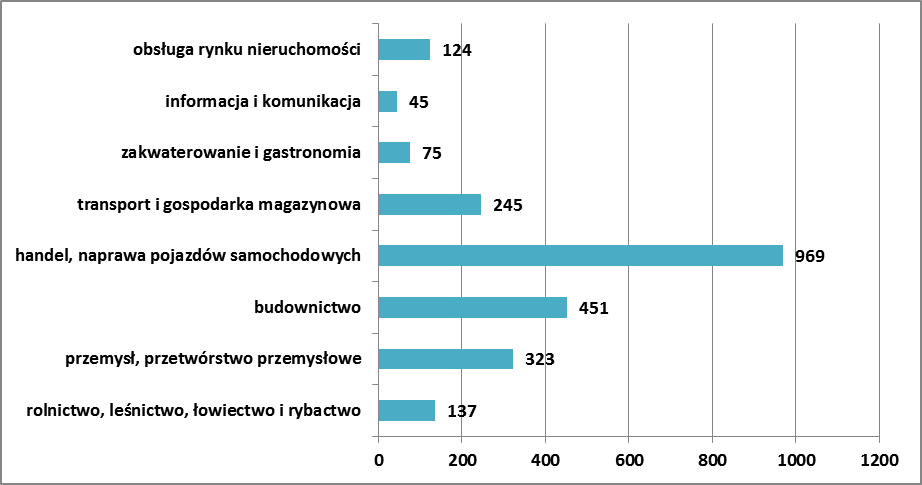 obsługa rynku nieruchomości 124
informacja i komunikacja 45
zakwaterowanie i gastronomia 75
transport i gospodarka magazynowa 245
handel, naprawa pojazdów samochodowych 969
budownictwo 451
przemysł, przetwórstwo przemysłowe 323
rolnictwo, leśnictwo, łowiectwo i rybactwo 137
0 200 400 600 800 1000 1200